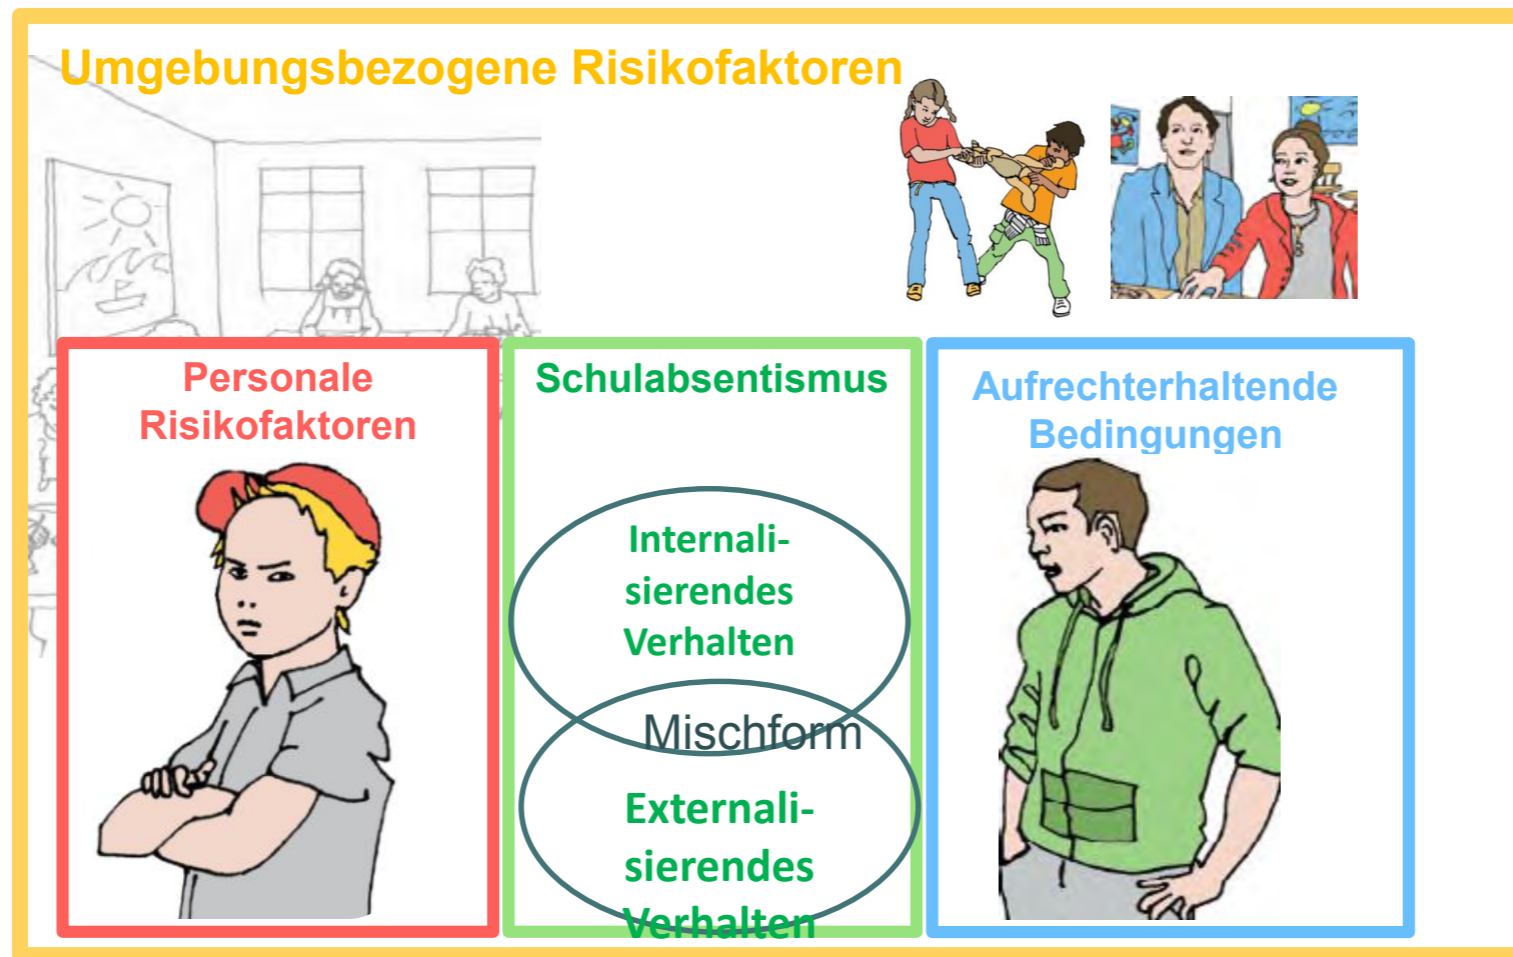 Umgebungsbezogene Risikofaktoren
Personale
Risikofaktoren
Schulabsentismus
Internali-
sierendes
Verhalten
Mischform
Externali-
sierendes
Verhalten
Aufrechterhaltende
Bedingungen